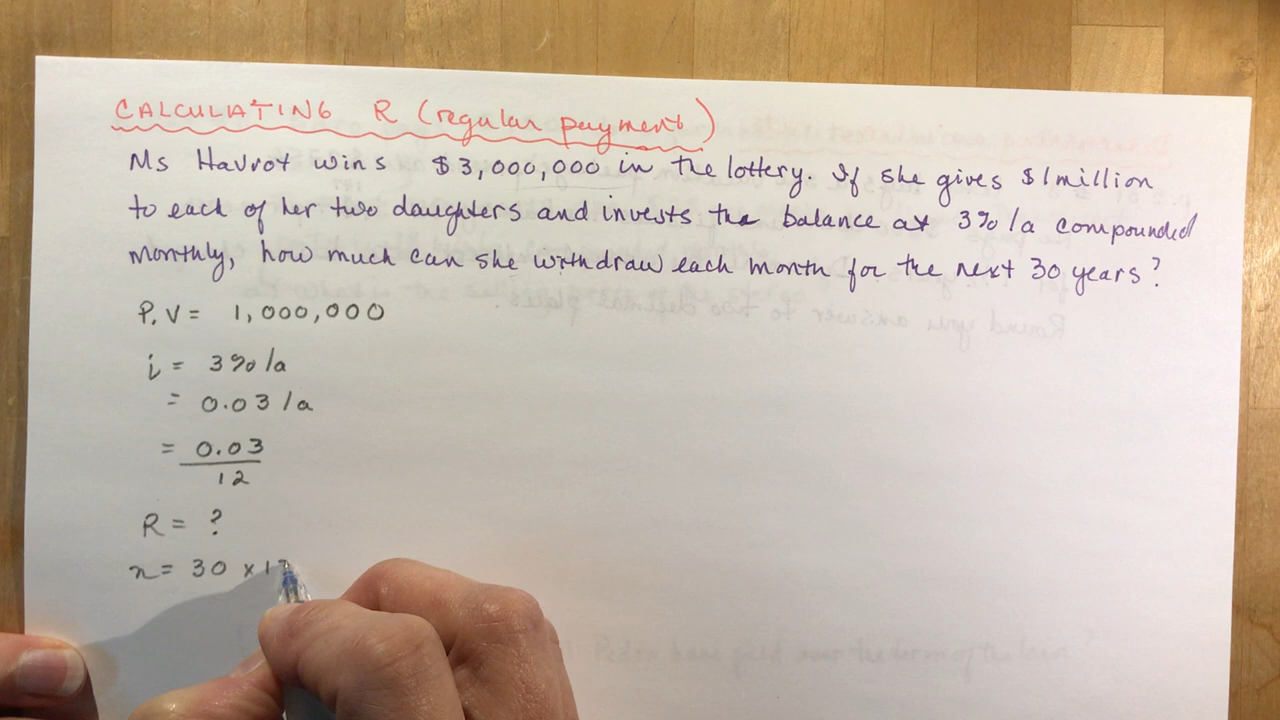 CALCULATING R (regular payment)
Ms Havrot wins $3,000,000 in the lottery. If she gives $1million
to each of her two daughters and invests the balance at 3%/a compounded
monthly, how much can she withdraw each month for the next 30 years?
P.V = 1,000,000
i = 3%/a
= 0.03/a
= 0.03
12
R = ?
n = 30 x 12